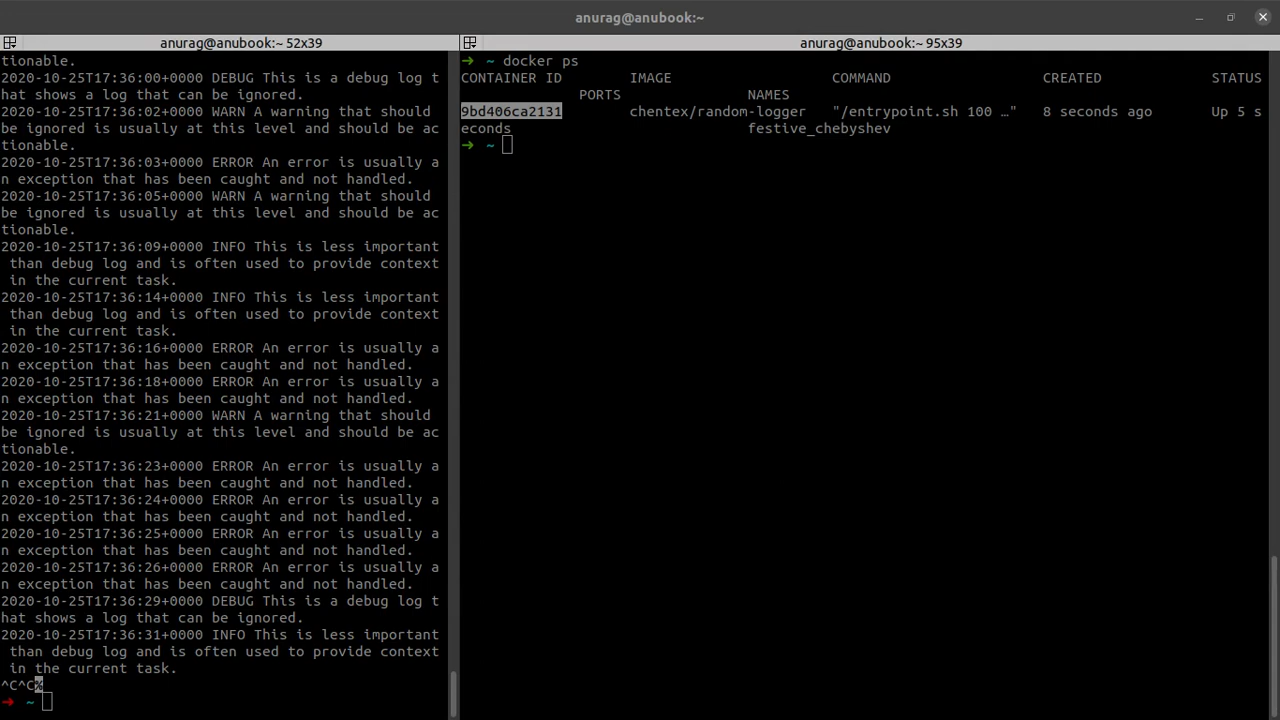 anurag@anubook:~
anurag@anubook:~ 52x39
tionable.
2020-10-25T17:36:00+0000 DEBUG This is a debug log t
hat shows a log that can be ignored.
2020-10-25T17:36:02+0000 WARN A warning that should
be ignored is usually at this level and should be ac
tionable.
2020-10-25T17:36:03+0000 ERROR An error is usually a
n exception that has been caught and not handled.
2020-10-25T17:36:05+0000 WARN A warning that should
be ignored is usually at this level and should be ac
tionable.
2020-10-25T17:36:09+0000 INFO This is less important
than debug log and is often used to provide context
in the current task.
2020-10-25T17:36:14+0000 INFO This is less important
than debug log and is often used to provide context
in the current task.
2020-10-25T17:36:16+0000 ERROR An error is usually a
n exception that has been caught and not handled.
2020-10-25T17:36:18+0000 ERROR An error is usually a
n exception that has been caught and not handled.
2020-10-25T17:36:21+0000 WARN A warning that should
be ignored is usually at this level and should be ac
tionable.
2020-10-25T17:36:23+0000 ERROR An error is usually a
n exception that has been caught and not handled.
2020-10-25T17:36:24+0000 ERROR An error is usually a
n exception that has been caught and not handled.
2020-10-25T17:36:25+0000 ERROR An error is usually a
n exception that has been caught and not handled.
2020-10-25T17:36:26+0000 ERROR An error is usually a
n exception that has been caught and not handled.
2020-10-25T17:36:29+0000 DEBUG This is a debug log t
hat shows a log that can be ignored.
2020-10-25T17:36:31+0000 INFO This is less important
than debug log and is often used to provide context
in the current task.
^C^C%
➜ ~
anurag@anubook:~ 95x39
➜ ~ docker ps
CONTAINER ID IMAGE COMMAND CREATED STATUS
PORTS NAMES
9bd406ca2131 chentex/random-logger "/entrypoint.sh 100 …" 8 seconds ago Up 5 s
econds festive_chebyshev
➜ ~